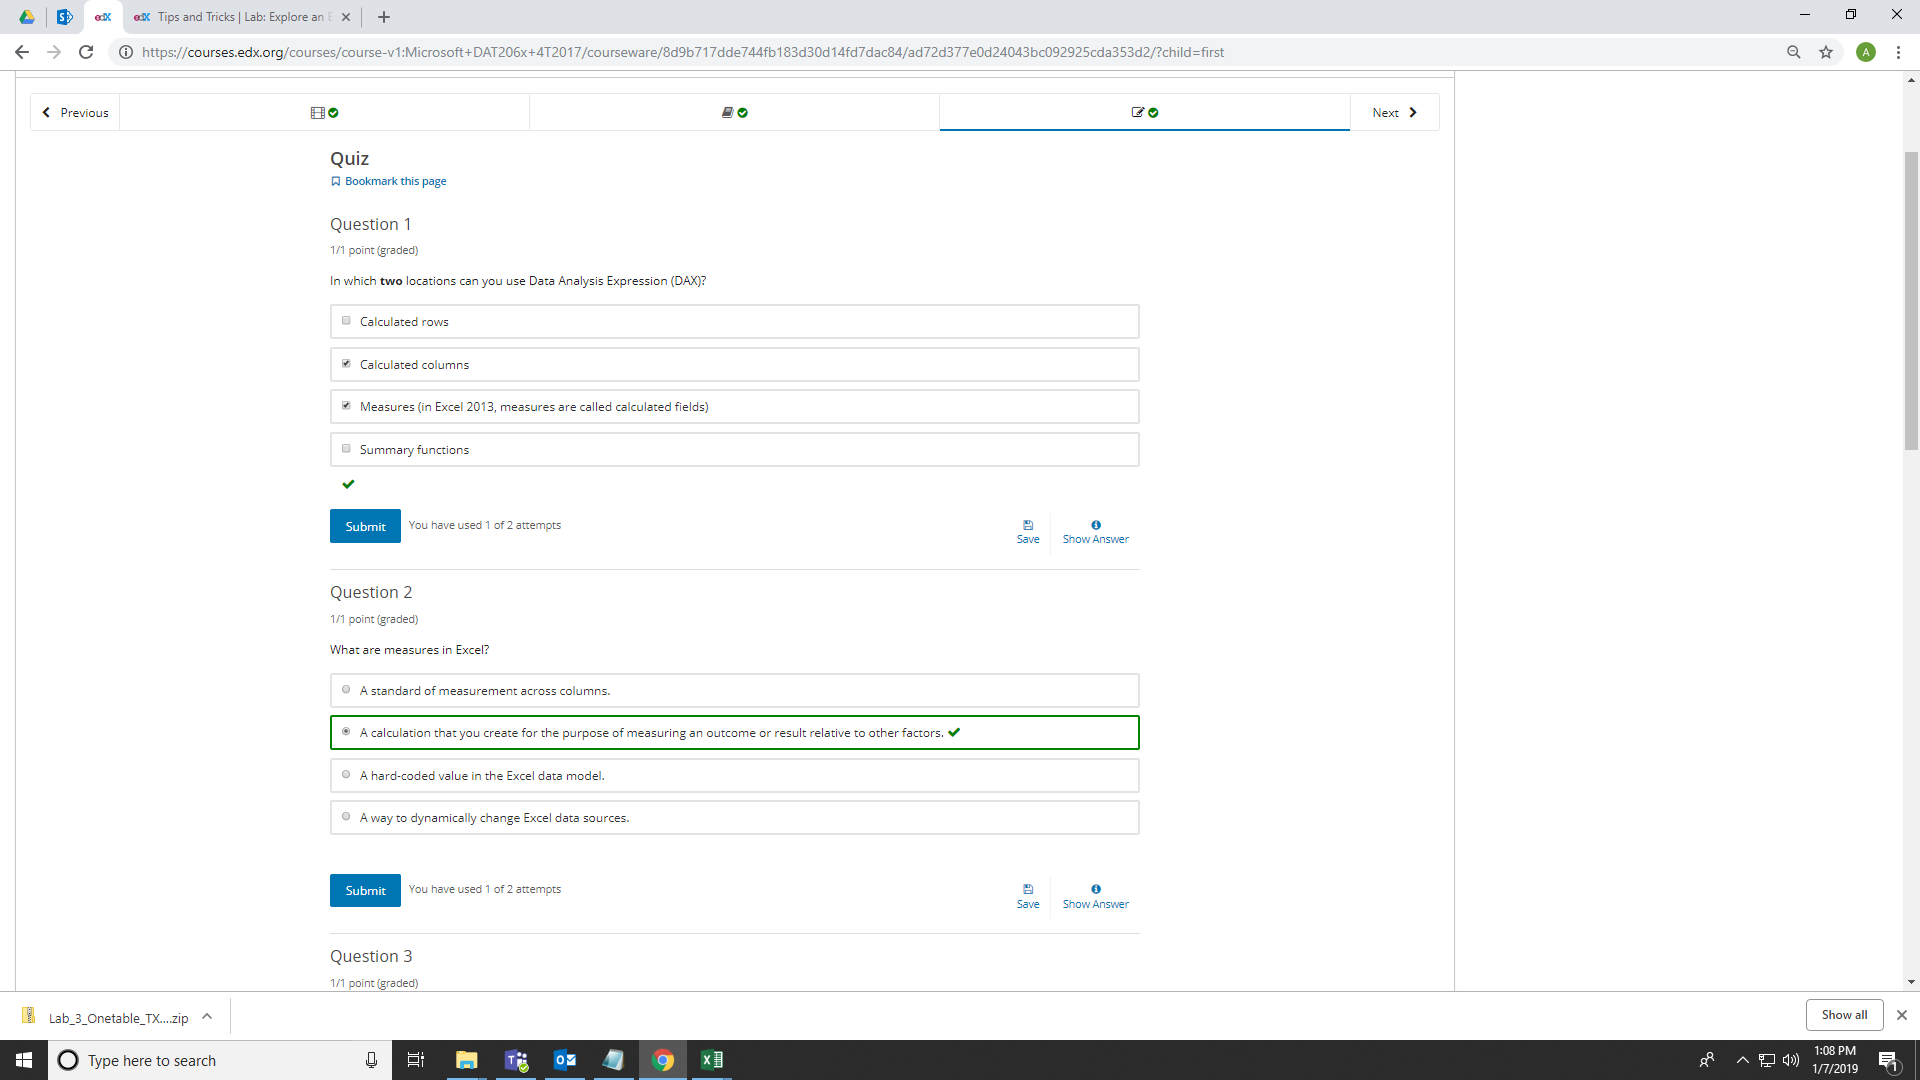 edX
edX Tips and Tricks | Lab: Explore an E
https://courses.edx.org/courses/course-v1:Microsoft+DAT206x+4T2017/courseware/8d9b717dde744fb183d30d14fd7dac84/ad72d377e0d24043bc092925cda353d2/?child=first
A
Previous
Next
Quiz
Bookmark this page
Question 1
1/1 point (graded)
In which two locations can you use Data Analysis Expression (DAX)?
Calculated rows
Calculated columns
Measures (in Excel 2013, measures are called calculated fields)
Summary functions
Submit You have used 1 of 2 attempts
Save Show Answer
Question 2
1/1 point (graded)
What are measures in Excel?
A standard of measurement across columns.
A calculation that you create for the purpose of measuring an outcome or result relative to other factors.
A hard-coded value in the Excel data model.
A way to dynamically change Excel data sources.
Submit You have used 1 of 2 attempts
Save Show Answer
Question 3
1/1 point (graded)
Lab_3_Onetable_TX....zip
Show all
Type here to search
1:08 PM
1/7/2019
1